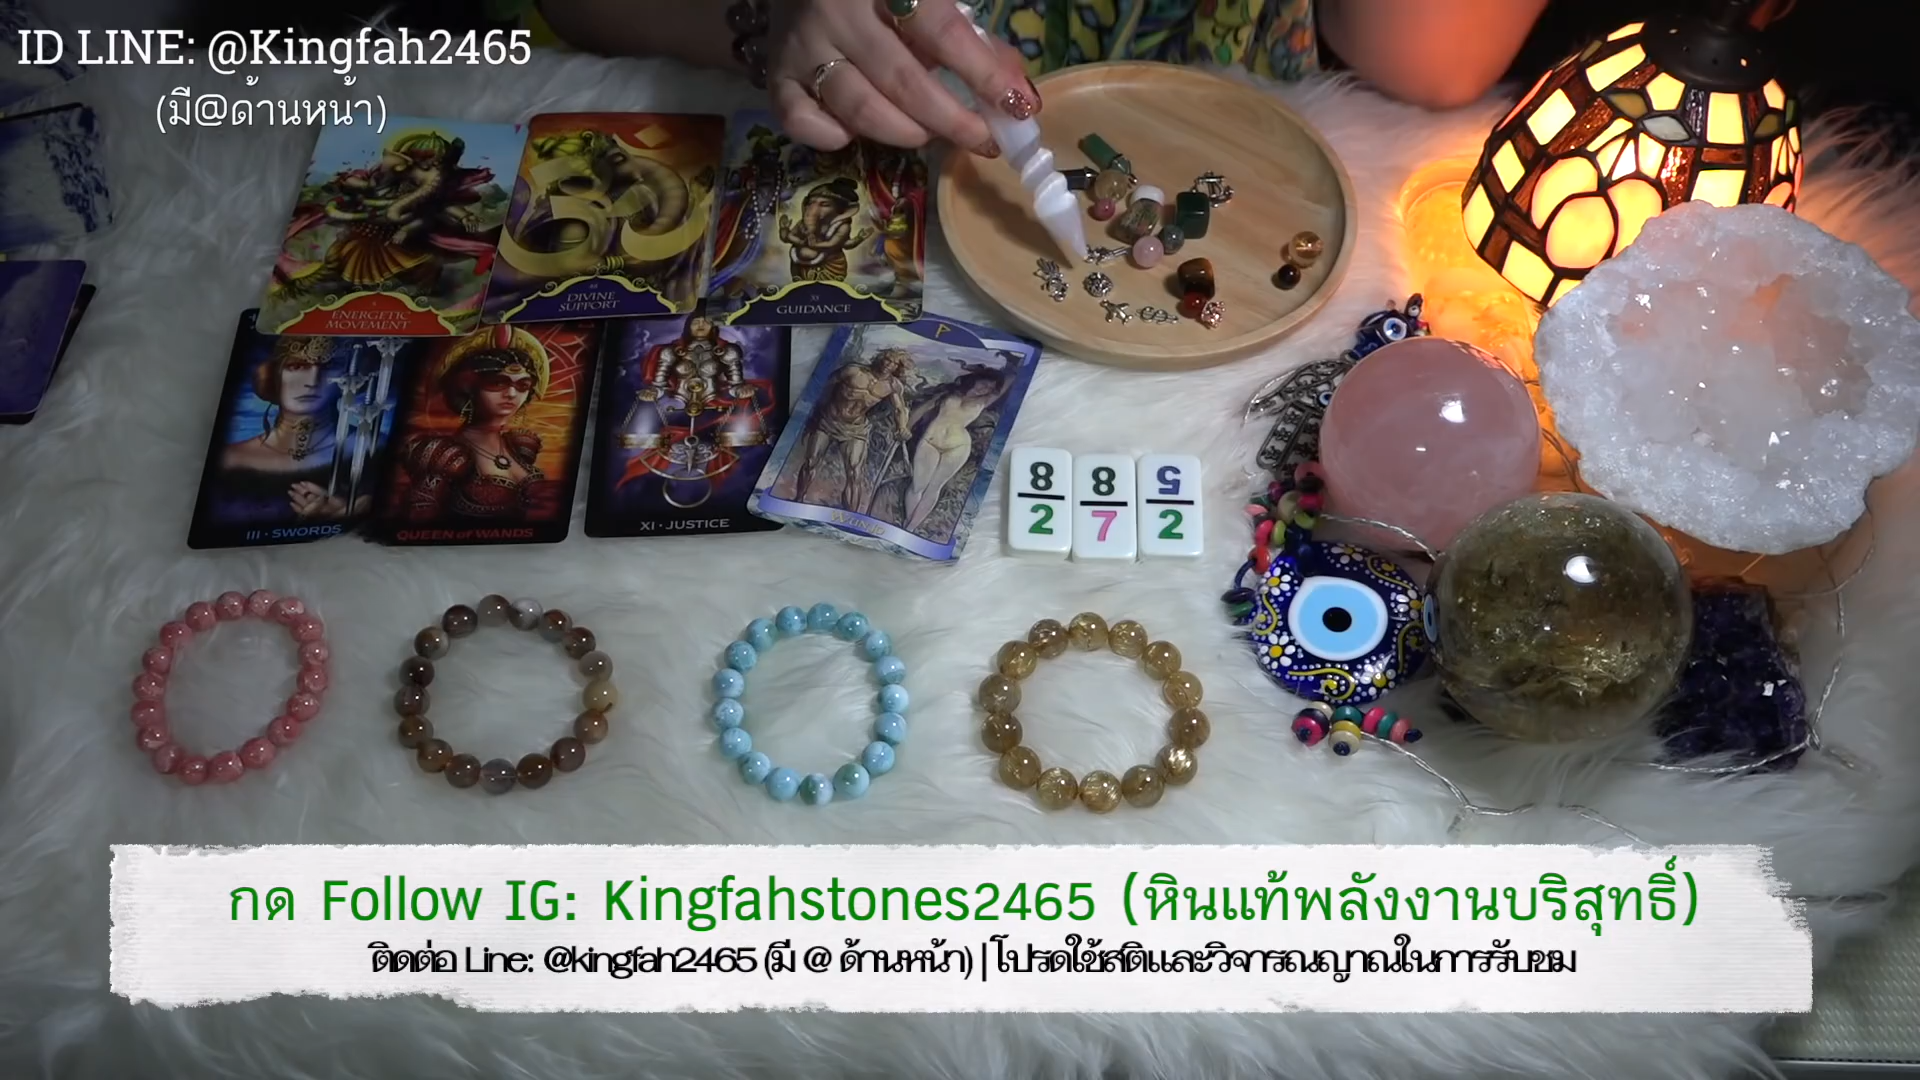 ID LINE: @Kingfah2465
(มี@ด้านหน้า)
ENERGETIC
MOVEMENT
DIVINE
SUPPORT
XI
GUIDANCE
III · SWORDS
QUEEN of WANDS
XI · JUSTICE
WUNJO
8 8 5
2 7 2
กด Follow IG: Kingfahstones2465 (หินแท้พลังงานบริสุทธิ์)
ติดต่อ Line: @kingfah2465 (มี @ ด้านหน้า) | โปรดใช้สติและวิจารณญาณในการรับชม